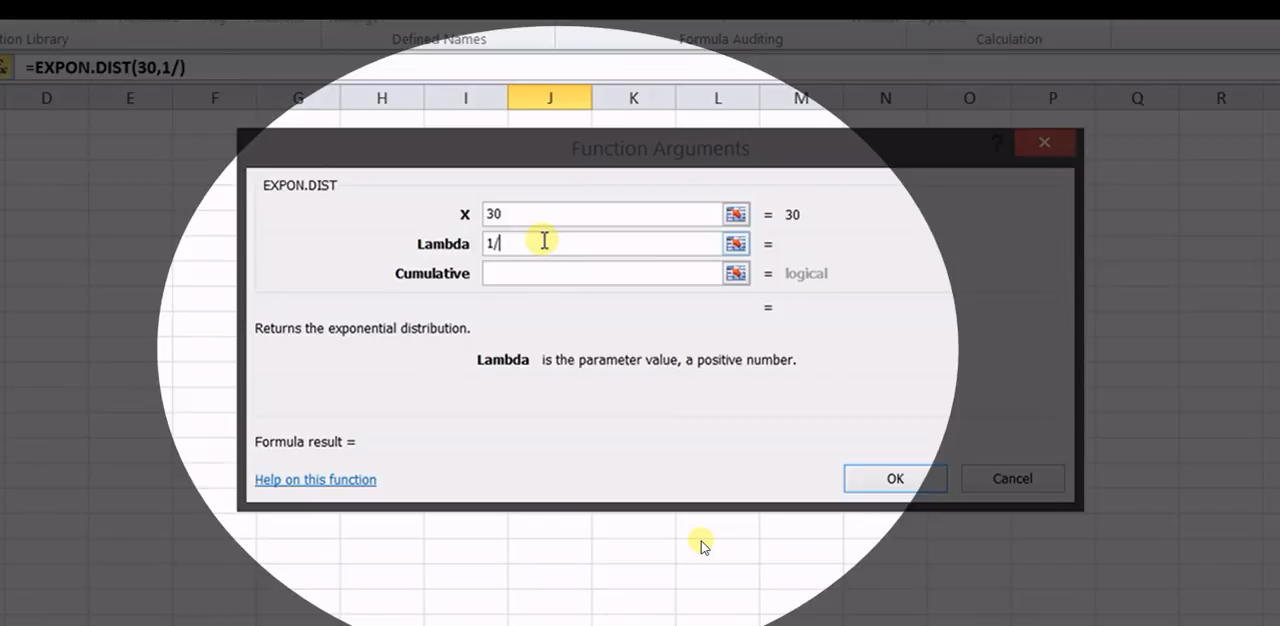 tion Library Defined Names Formula Auditing Calculation
fx =EXPON.DIST(30,1/)
D E F G H I J K L M N O P Q R
Function Arguments ?
EXPON.DIST
X 30 = 30
Lambda 1/ =
Cumulative = logical
=
Returns the exponential distribution.
Lambda is the parameter value, a positive number.
Formula result =
Help on this function OK Cancel